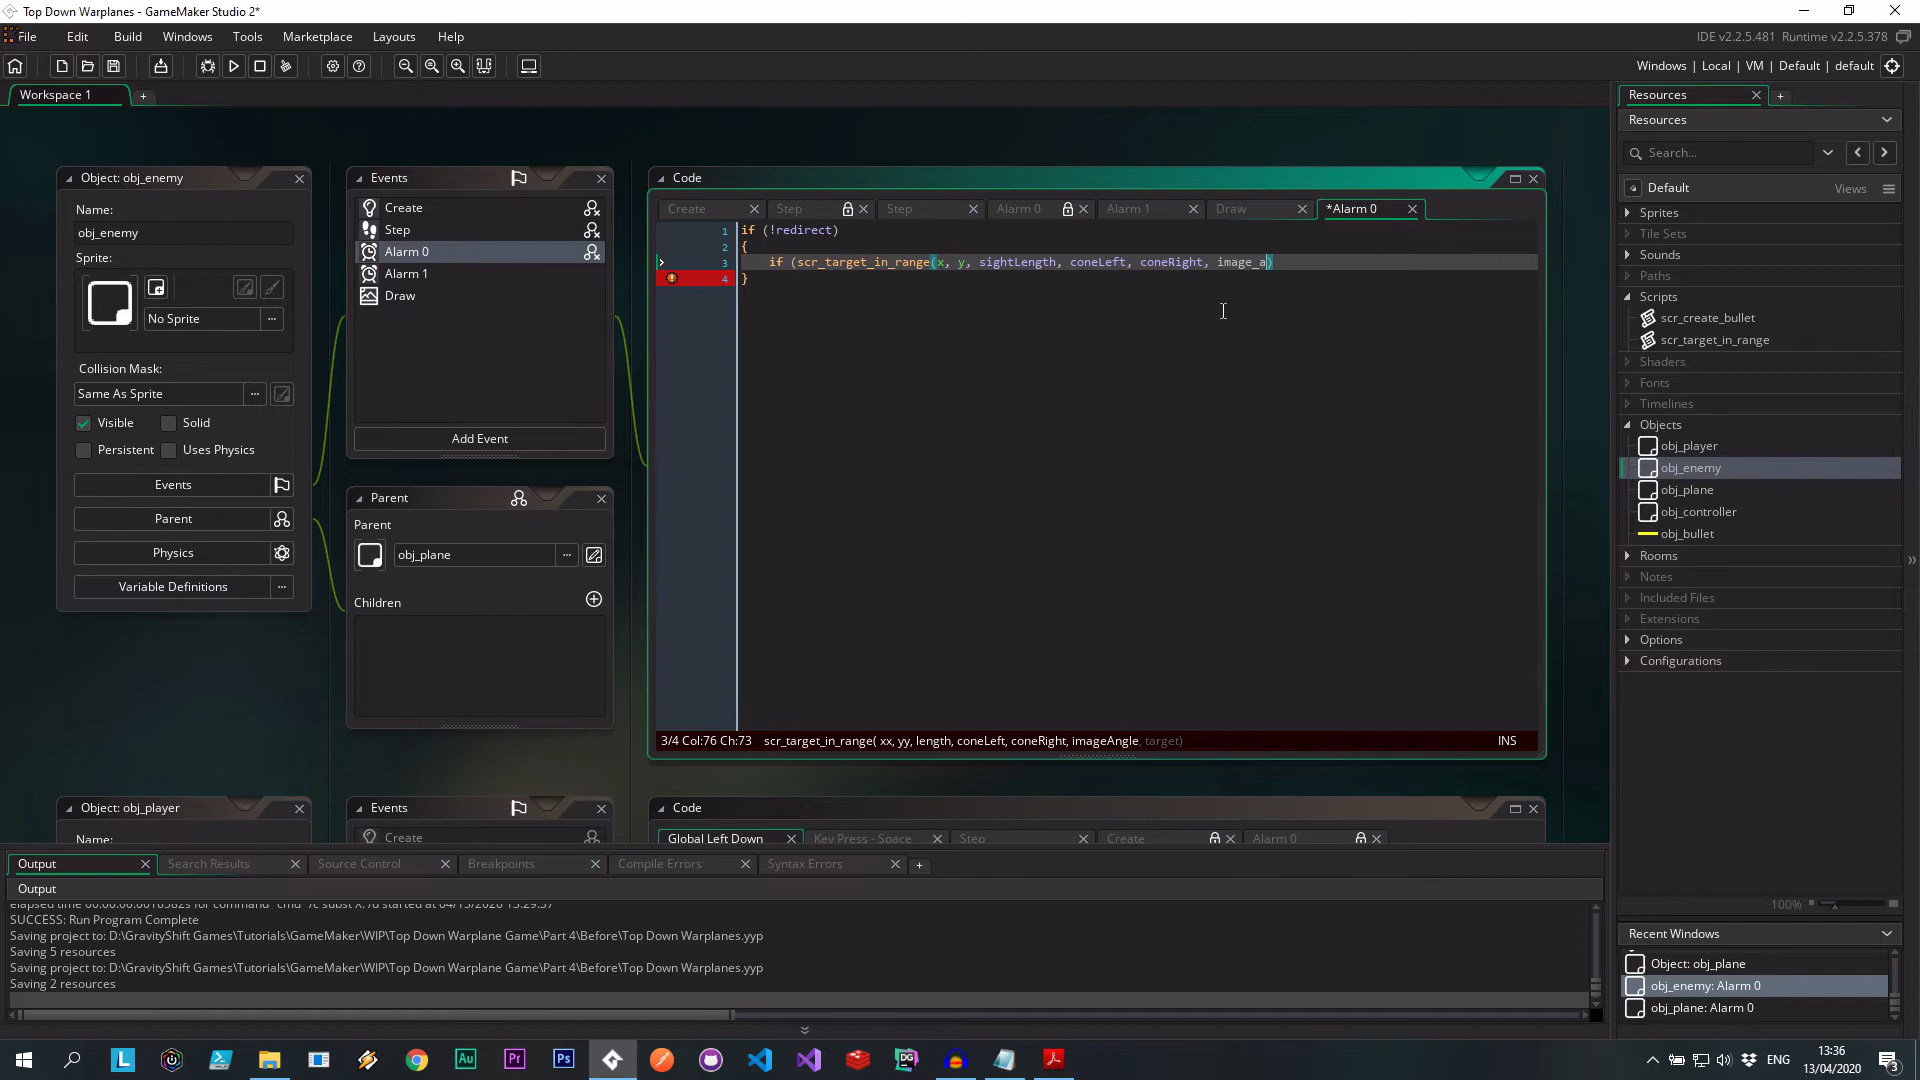 Top Down Warplanes - GameMaker Studio 2*
File Edit Build Windows Tools Marketplace Layouts Help
IDE v2.2.5.481 Runtime v2.2.5.378
Windows | Local | VM | Default | default
Workspace 1
Object: obj_enemy
Name:
obj_enemy
Sprite:
No Sprite
Collision Mask:
Same As Sprite
Visible Solid
Persistent Uses Physics
Events
Parent
Physics
Variable Definitions
Events
Create
Step
Alarm 0
Alarm 1
Draw
Add Event
Parent
Parent
obj_plane
Children
Code
Create Step Step Alarm 0 Alarm 1 Draw *Alarm 0
1 if (!redirect)
2 {
3 if (scr_target_in_range(x, y, sightLength, coneLeft, coneRight, image_a)
4 }
3/4 Col:76 Ch:73 scr_target_in_range( xx, yy, length, coneLeft, coneRight, imageAngle, target) INS
Object: obj_player
Name:
Events
Create
Code
Global Left Down Key Press - Space Step Create Alarm 0
Resources
Resources
Search...
Default Views
Sprites
Tile Sets
Sounds
Paths
Scripts
scr_create_bullet
scr_target_in_range
Shaders
Fonts
Timelines
Objects
obj_player
obj_enemy
obj_plane
obj_controller
obj_bullet
Rooms
Notes
Included Files
Extensions
Options
Configurations
100%
Recent Windows
Object: obj_plane
obj_enemy: Alarm 0
obj_plane: Alarm 0
Output Search Results Source Control Breakpoints Compile Errors Syntax Errors
Output
SUCCESS: Run Program Complete
Saving project to: D:\GravityShift Games\Tutorials\GameMaker\WIP\Top Down Warplane Game\Part 4\Before\Top Down Warplanes.yyp
Saving 5 resources
Saving project to: D:\GravityShift Games\Tutorials\GameMaker\WIP\Top Down Warplane Game\Part 4\Before\Top Down Warplanes.yyp
Saving 2 resources
L Au Pr Ps DG
ENG
13:36
13/04/2020
3